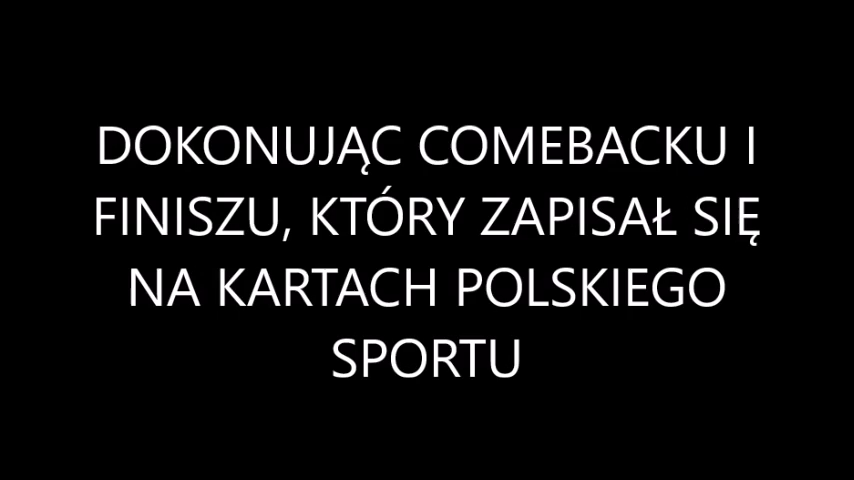 DOKONUJĄC COMEBACKU I
FINISZU, KTÓRY ZAPISAŁ SIĘ
NA KARTACH POLSKIEGO
SPORTU